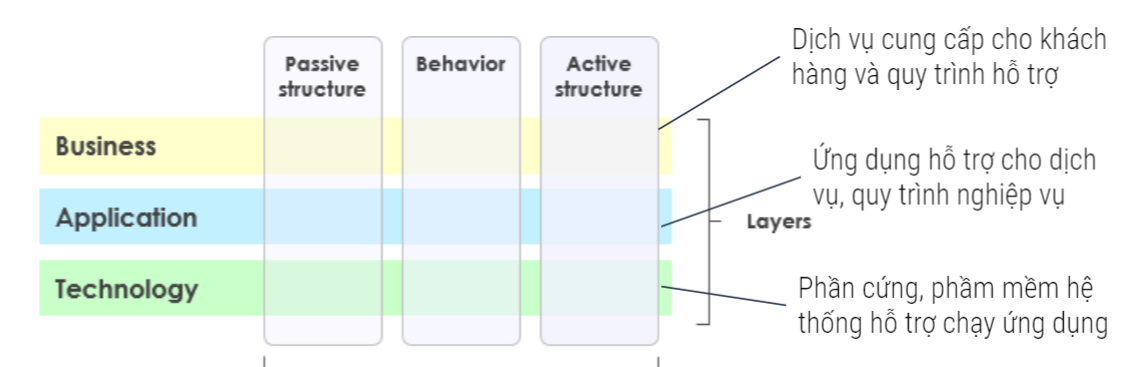 Dịch vụ cung cấp cho khách
hàng và quy trình hỗ trợ
Passive
structure
Behavior
Active
structure
Business
Ứng dụng hỗ trợ cho dịch
vụ, quy trình nghiệp vụ
Application
Layers
Technology
Phần cứng, phầm mềm hệ
thống hỗ trợ chạy ứng dụng